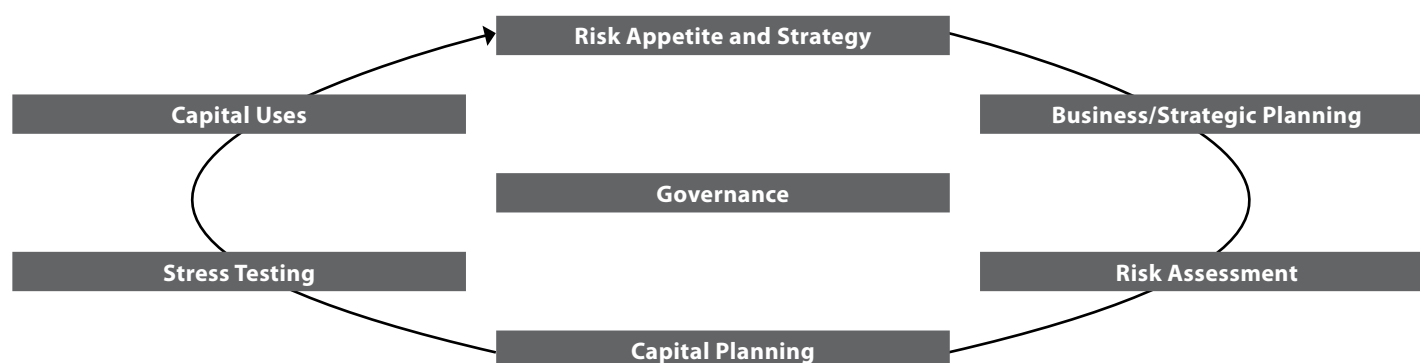 Risk Appetite and Strategy
Capital Uses
Business/Strategic Planning
Governance
Stress Testing
Risk Assessment
Capital Planning